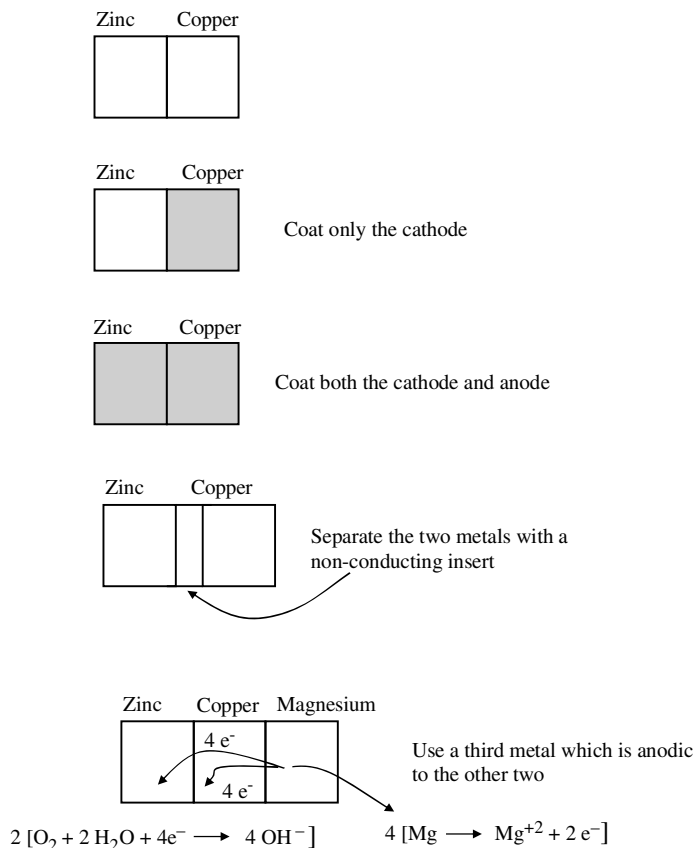 Zinc Copper
Zinc Copper
Coat only the cathode
Zinc Copper
Coat both the cathode and anode
Zinc Copper
Separate the two metals with a
non-conducting insert
Zinc Copper Magnesium
4 e⁻
4 e⁻
Use a third metal which is anodic
to the other two
2 [O₂ + 2 H₂O + 4e⁻ ⟶ 4 OH⁻]
4 [Mg ⟶ Mg⁺² + 2 e⁻]